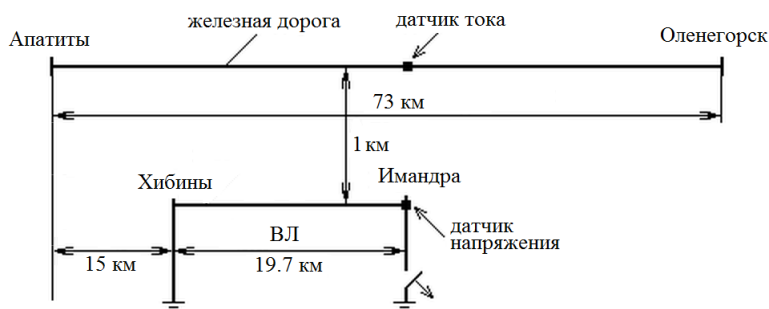 железная дорога
датчик тока
Апатиты
Оленегорск
73 км
1 км
Хибины
Имандра
ВЛ
датчик
напряжения
15 км
19.7 км